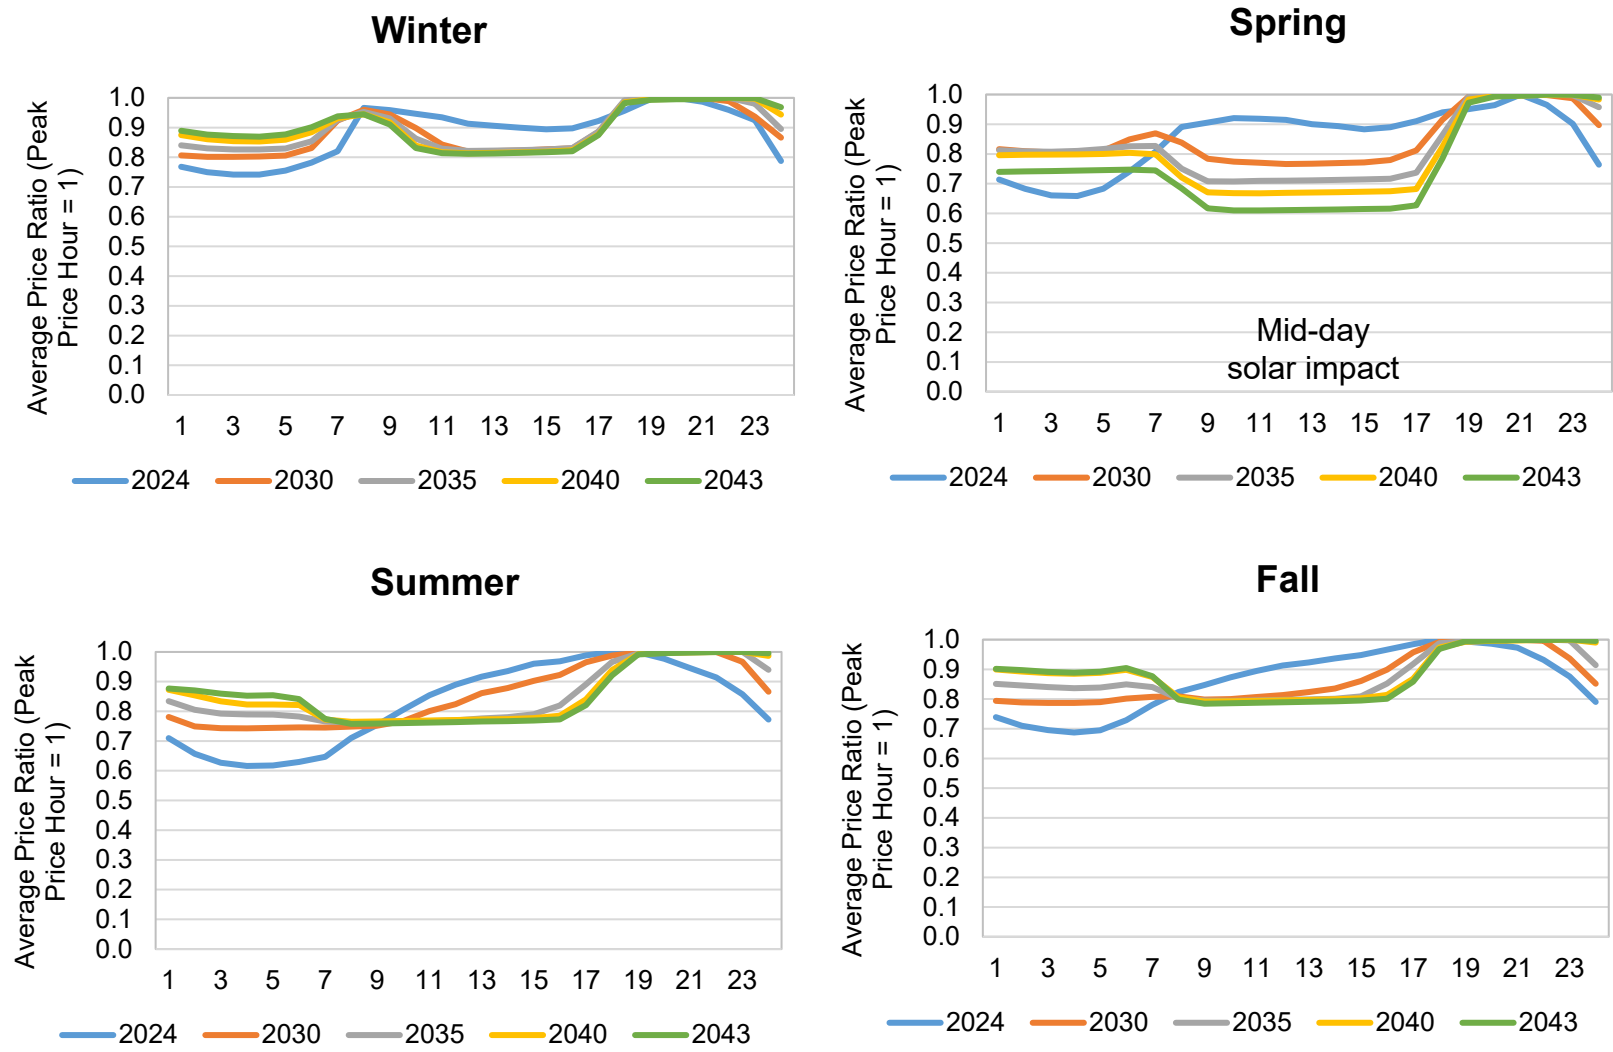 Winter
Average Price Ratio (Peak
Price Hour = 1)
1.0
0.9
0.8
0.7
0.6
0.5
0.4
0.3
0.2
0.1
0.0
1 3 5 7 9 11 13 15 17 19 21 23
2024 2030 2035 2040 2043
Spring
Average Price Ratio (Peak
Price Hour = 1)
1.0
0.9
0.8
0.7
0.6
0.5
0.4
0.3
0.2
0.1
0.0
Mid-day
solar impact
1 3 5 7 9 11 13 15 17 19 21 23
2024 2030 2035 2040 2043
Summer
Average Price Ratio (Peak
Price Hour = 1)
1.0
0.9
0.8
0.7
0.6
0.5
0.4
0.3
0.2
0.1
0.0
1 3 5 7 9 11 13 15 17 19 21 23
2024 2030 2035 2040 2043
Fall
Average Price Ratio (Peak
Price Hour = 1)
1.0
0.9
0.8
0.7
0.6
0.5
0.4
0.3
0.2
0.1
0.0
1 3 5 7 9 11 13 15 17 19 21 23
2024 2030 2035 2040 2043